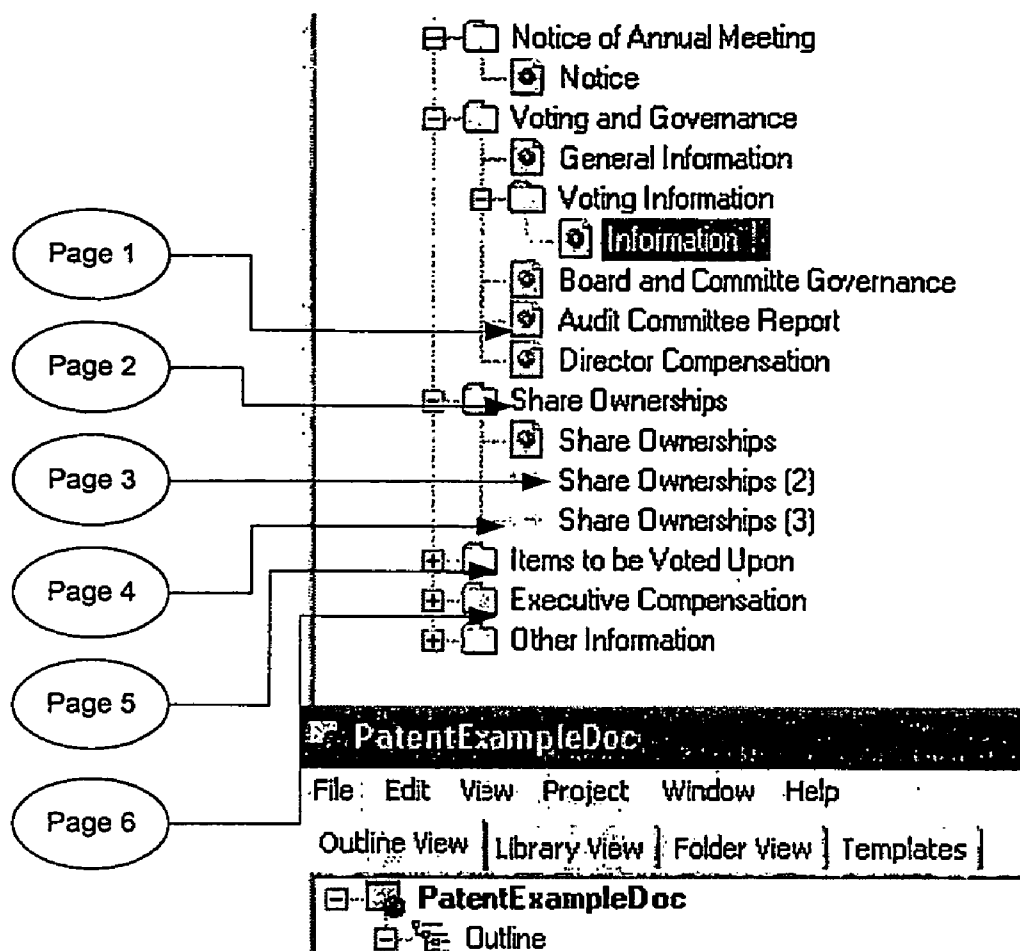 Notice of Annual Meeting
Notice
Voting and Governance
General Information
Voting Information
Information
Board and Committe Governance
Audit Committee Report
Director Compensation
Share Ownerships
Share Ownerships
Share Ownerships (2)
Share Ownerships (3)
Items to be Voted Upon
Executive Compensation
Other Information
Page 1
Page 2
Page 3
Page 4
Page 5
Page 6
PatentExampleDoc
File Edit View Project Window Help
Outline View Library View Folder View Templates
PatentExampleDoc
Outline